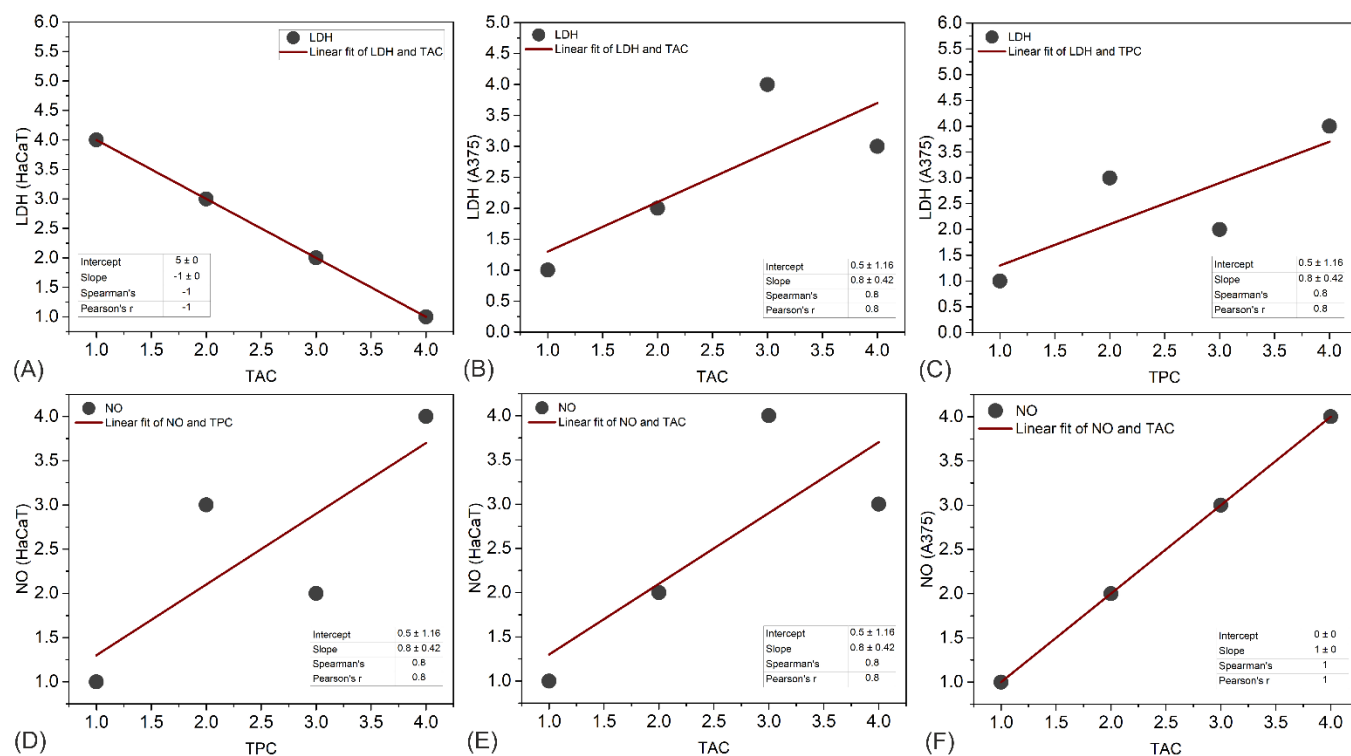 LDH
Linear fit of LDH and TAC
6.0
5.5
5.0
4.5
4.0
3.5
3.0
2.5
2.0
1.5
1.0
LDH (HaCaT)
Intercept 5 ± 0
Slope -1 ± 0
Spearman's -1
Pearson's r -1
1.0 1.5 2.0 2.5 3.0 3.5 4.0
TAC
(A)
LDH
Linear fit of LDH and TAC
5.0
4.5
4.0
3.5
3.0
2.5
2.0
1.5
1.0
0.5
0.0
LDH (A375)
Intercept 0.5 ± 1.16
Slope 0.8 ± 0.42
Spearman's 0.8
Pearson's r 0.8
1.0 1.5 2.0 2.5 3.0 3.5 4.0
TAC
(B)
LDH
Linear fit of LDH and TPC
6.0
5.5
5.0
4.5
4.0
3.5
3.0
2.5
2.0
1.5
1.0
0.5
0.0
LDH (A375)
Intercept 0.5 ± 1.16
Slope 0.8 ± 0.42
Spearman's 0.8
Pearson's r 0.8
1.0 1.5 2.0 2.5 3.0 3.5 4.0
TPC
(C)
NO
Linear fit of NO and TPC
4.0
3.5
3.0
2.5
2.0
1.5
1.0
NO (HaCaT)
Intercept 0.5 ± 1.16
Slope 0.8 ± 0.42
Spearman's 0.8
Pearson's r 0.8
1.0 1.5 2.0 2.5 3.0 3.5 4.0
TPC
(D)
NO
Linear fit of NO and TAC
4.0
3.5
3.0
2.5
2.0
1.5
1.0
NO (HaCaT)
Intercept 0.5 ± 1.16
Slope 0.8 ± 0.42
Spearman's 0.8
Pearson's r 0.8
1.0 1.5 2.0 2.5 3.0 3.5 4.0
TAC
(E)
NO
Linear fit of NO and TAC
4.0
3.5
3.0
2.5
2.0
1.5
1.0
NO (A375)
Intercept 0 ± 0
Slope 1 ± 0
Spearman's 1
Pearson's r 1
1.0 1.5 2.0 2.5 3.0 3.5 4.0
TAC
(F)